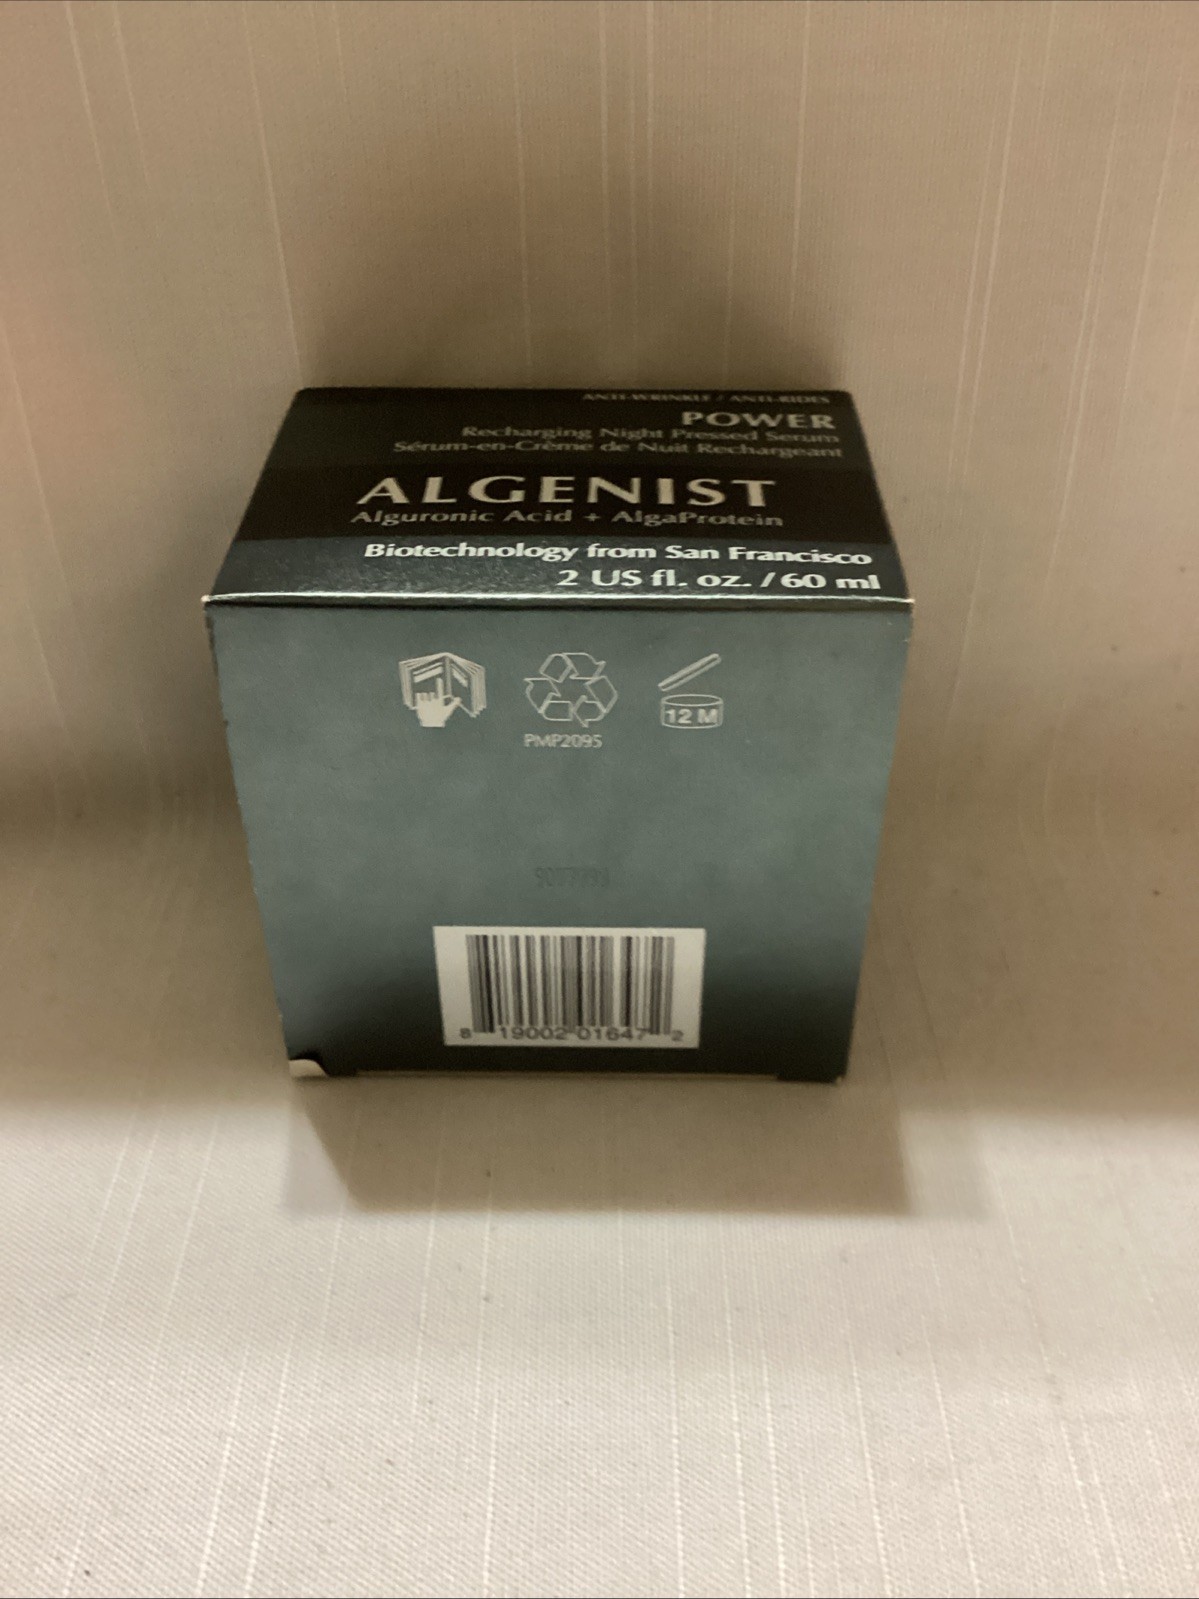 ANTI-WRINKLE / ANTI-RIDES
POWER
Recharging Night Pressed Serum
Sérum-en-Crème de Nuit Rechargeant
ALGENIST
Alguronic Acid + AlgaProtein
Biotechnology from San Francisco
2 US fl. oz. / 60 ml
12 M
PMP2095
8 19002 01647 2